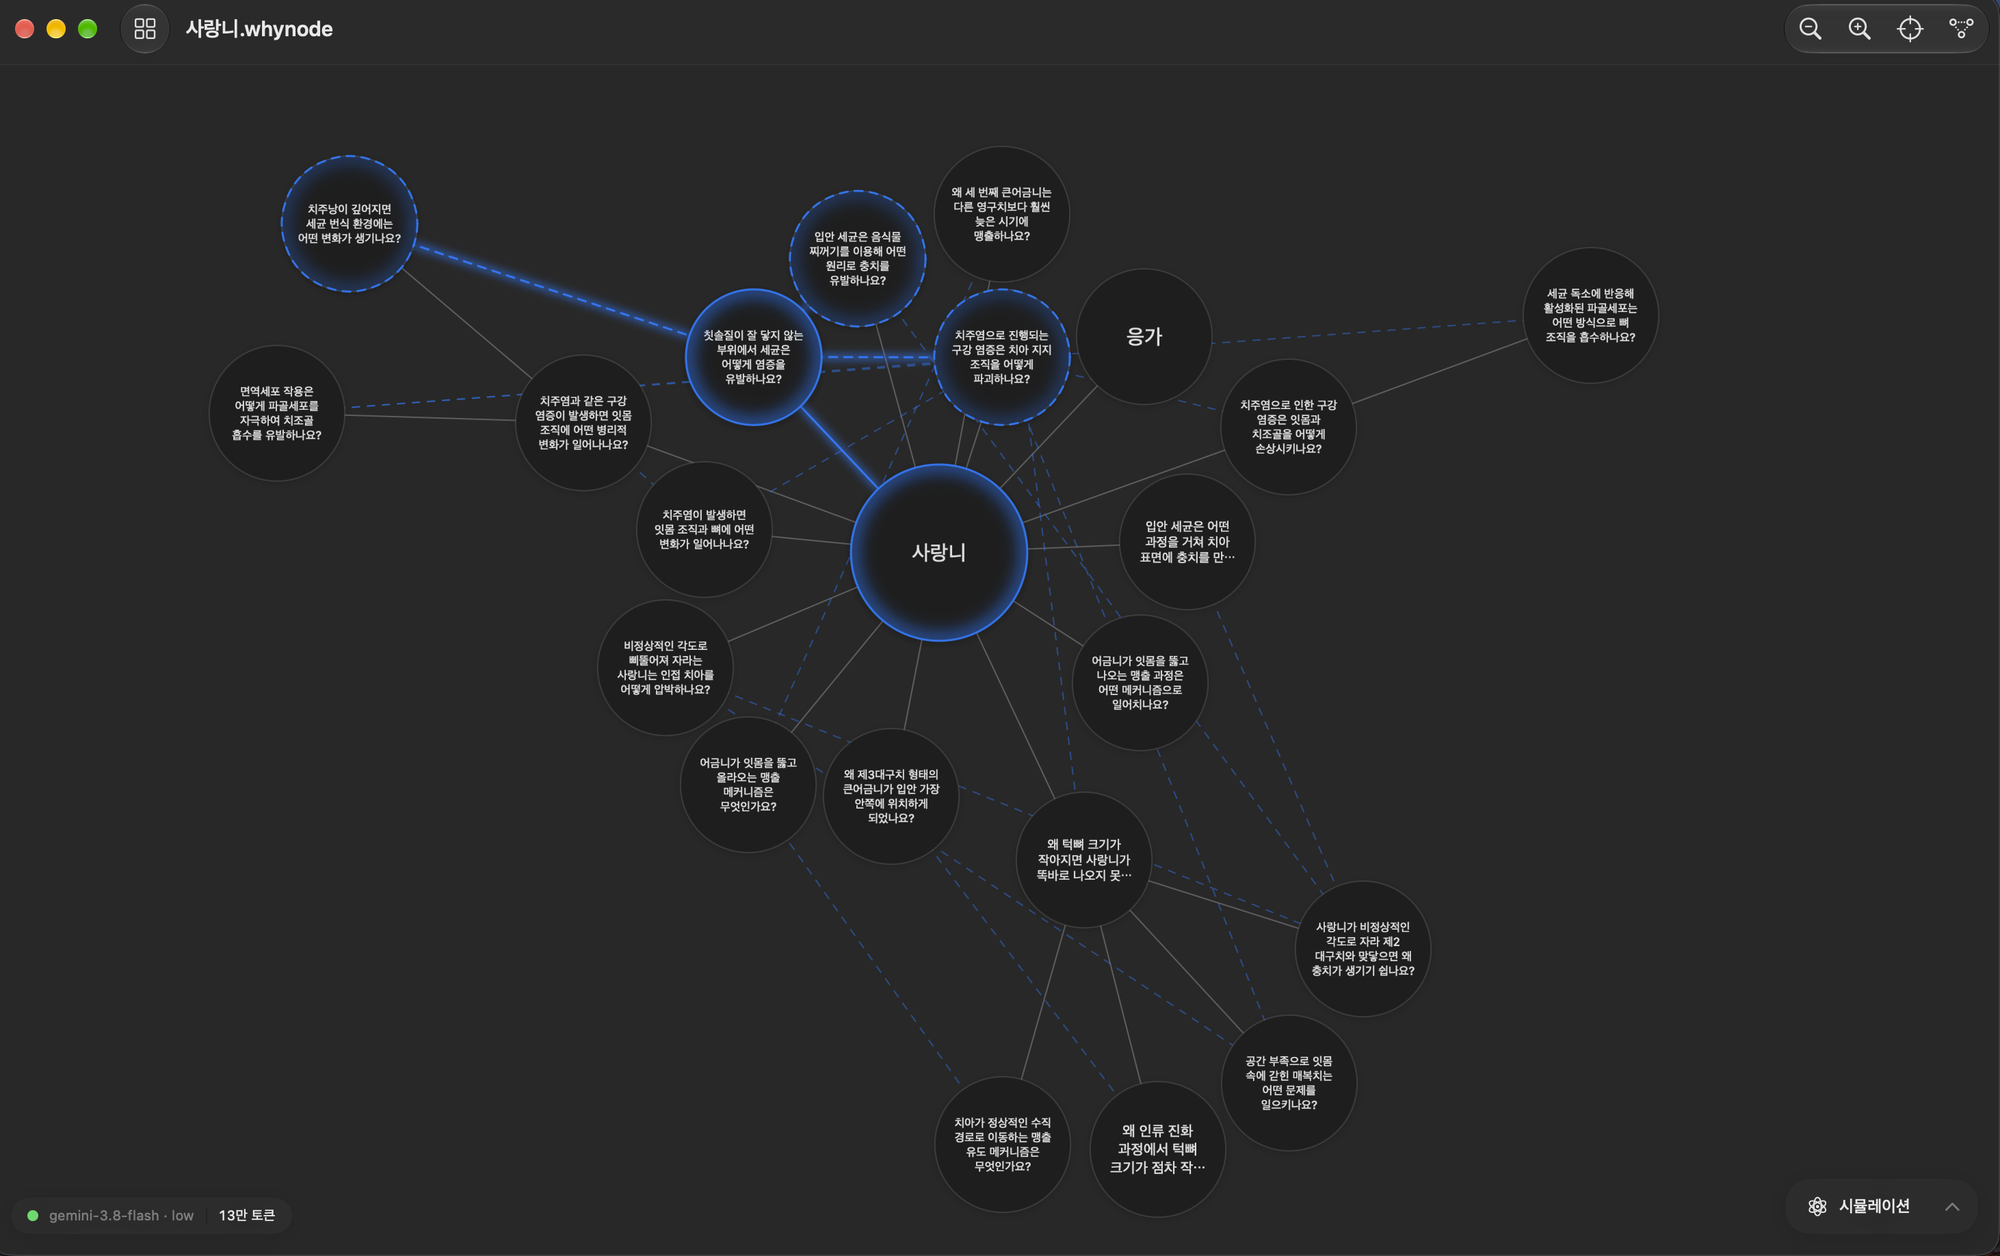 사랑니.whynode
치주낭이 깊어지면
세균 번식 환경에는
어떤 변화가 생기나요?
입안 세균은 음식물
찌꺼기를 이용해 어떤
원리로 충치를
유발하나요?
왜 세 번째 큰어금니는
다른 영구치보다 훨씬
늦은 시기에
맹출하나요?
칫솔질이 잘 닿지 않는
부위에서 세균은
어떻게 염증을
유발하나요?
치주염으로 진행되는
구강 염증은 치아 지지
조직을 어떻게
파괴하나요?
응가
세균 독소에 반응해
활성화된 파골세포는
어떤 방식으로 뼈
조직을 흡수하나요?
면역세포 작용은
어떻게 파골세포를
자극하여 치조골
흡수를 유발하나요?
치주염과 같은 구강
염증이 발생하면 잇몸
조직에 어떤 병리적
변화가 일어나나요?
치주염으로 인한 구강
염증은 잇몸과
치조골을 어떻게
손상시키나요?
치주염이 발생하면
잇몸 조직과 뼈에 어떤
변화가 일어나나요?
사랑니
입안 세균은 어떤
과정을 거쳐 치아
표면에 충치를 만…
비정상적인 각도로
삐뚤어져 자라는
사랑니는 인접 치아를
어떻게 압박하나요?
어금니가 잇몸을 뚫고
나오는 맹출 과정은
어떤 메커니즘으로
일어치나요?
어금니가 잇몸을 뚫고
올라오는 맹출
메커니즘은
무엇인가요?
왜 제3대구치 형태의
큰어금니가 입안 가장
안쪽에 위치하게
되었나요?
왜 턱뼈 크기가
작아지면 사랑니가
똑바로 나오지 못…
사랑니가 비정상적인
각도로 자라 제2
대구치와 맞닿으면 왜
충치가 생기기 쉽나요?
공간 부족으로 잇몸
속에 갇힌 매복치는
어떤 문제를
일으키나요?
치아가 정상적인 수직
경로로 이동하는 맹출
유도 메커니즘은
무엇인가요?
왜 인류 진화
과정에서 턱뼈
크기가 점차 작…
gemini-3.8-flash · low 13만 토큰
시뮬레이션